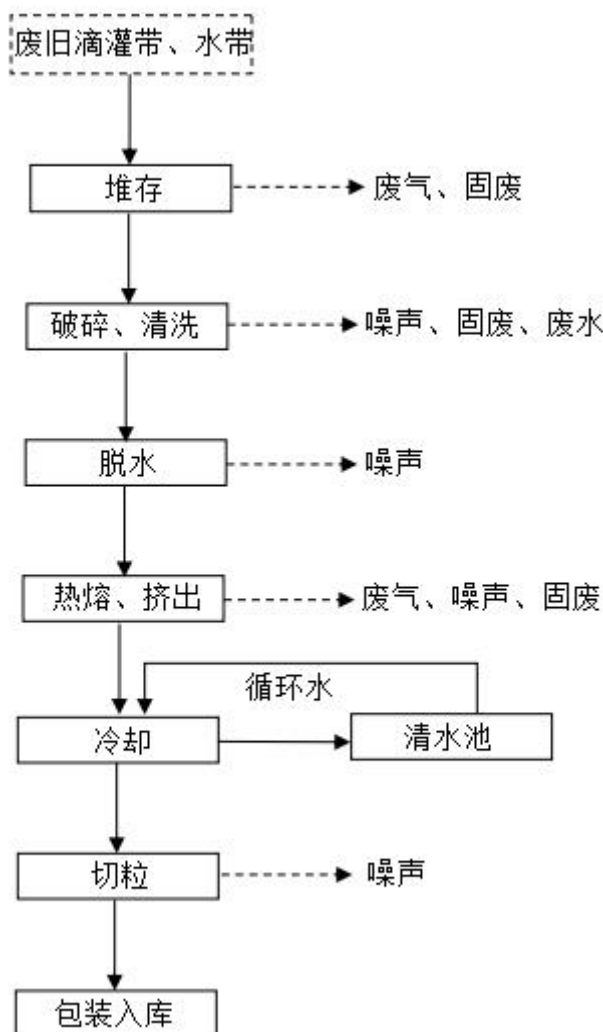 废旧滴灌带、水带
堆存
废气、固废
破碎、清洗
噪声、固废、废水
脱水
噪声
热熔、挤出
废气、噪声、固废
循环水
冷却
清水池
切粒
噪声
包装入库